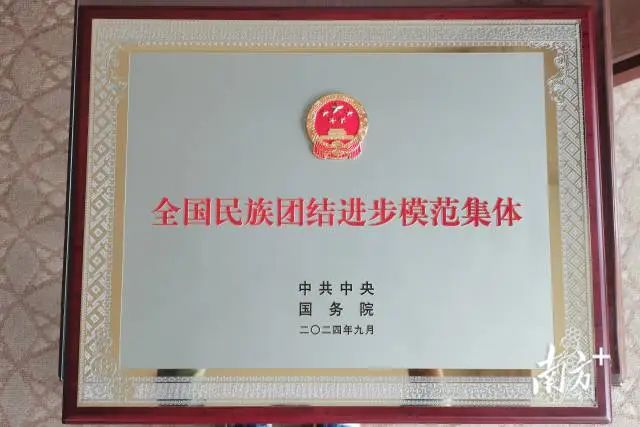 全国民族团结进步模范集体
中共中央
国务院
二〇二四年九月
南方+